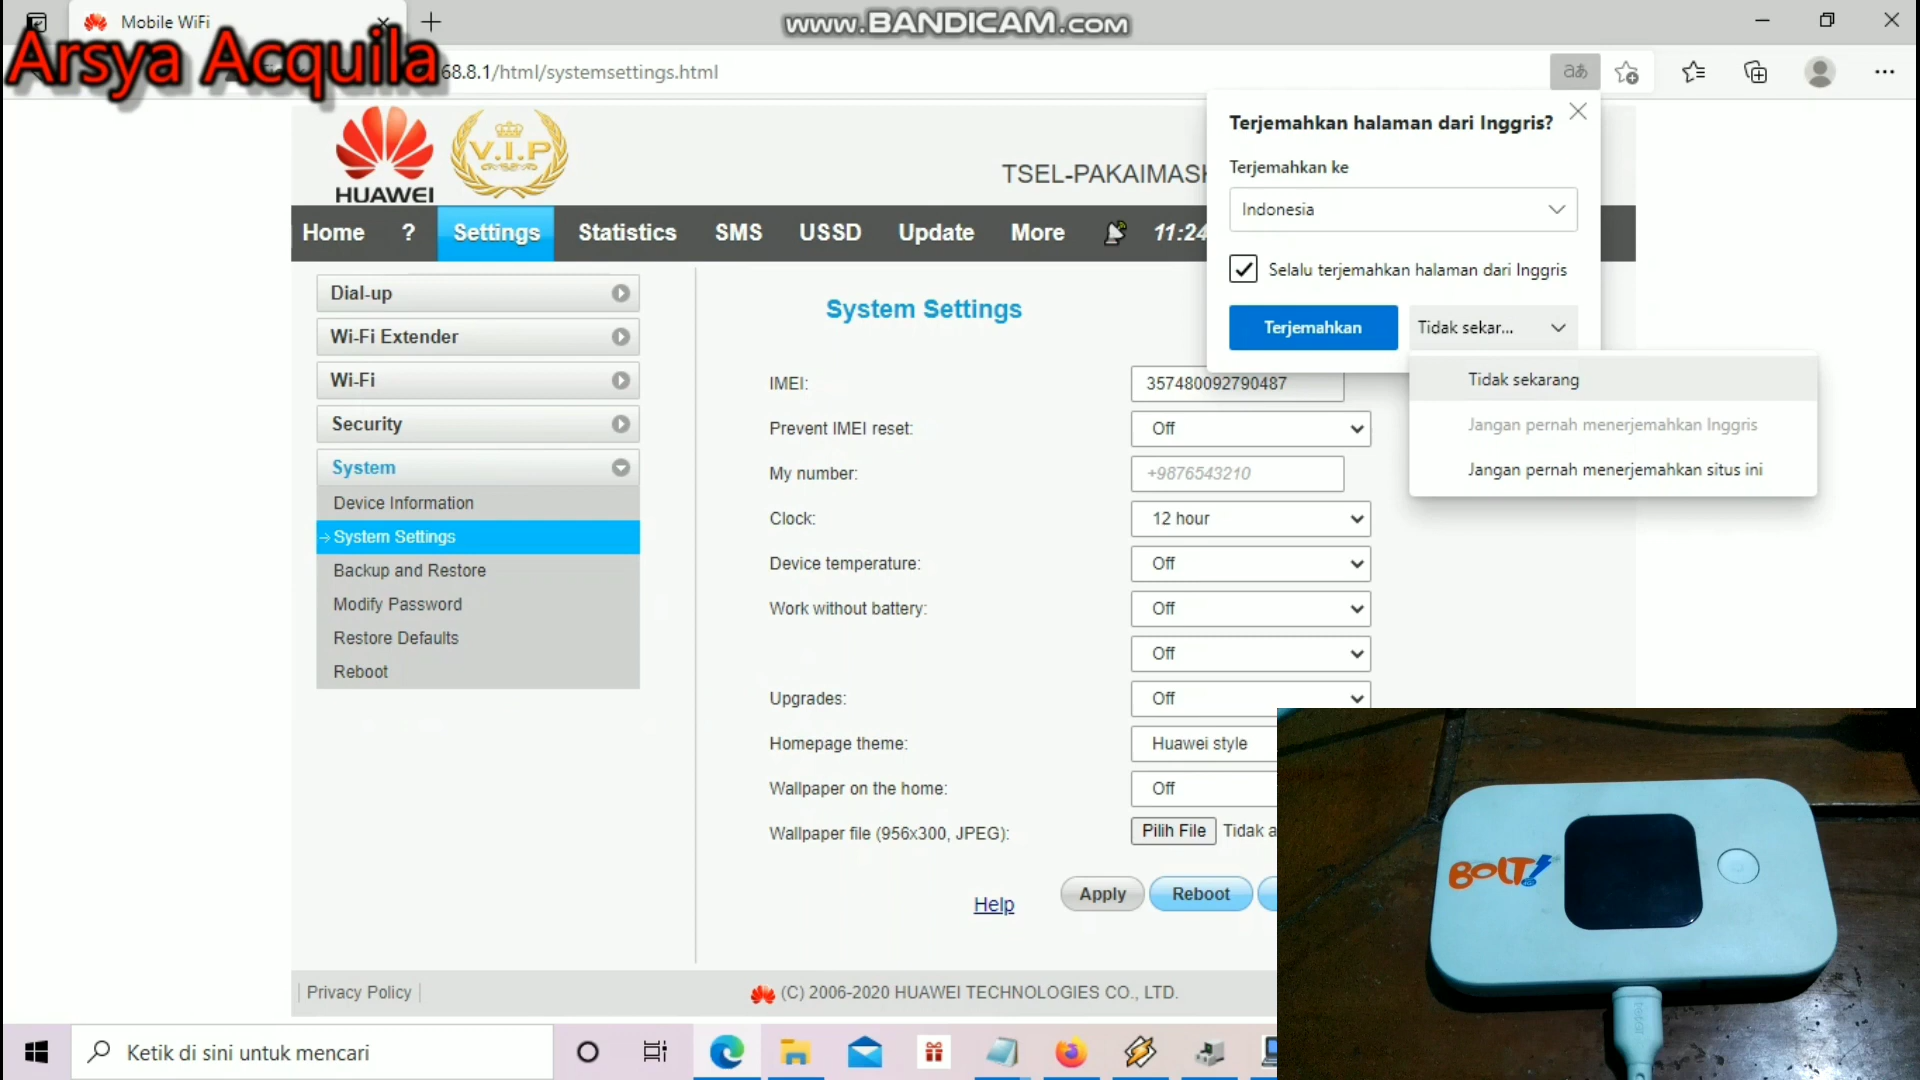 Mobile WiFi
www.BANDICAM.com
Arsya Acquila
68.8.1/html/systemsettings.html
aあ
Terjemahkan halaman dari Inggris?
Terjemahkan ke
Indonesia
Selalu terjemahkan halaman dari Inggris
Terjemahkan
Tidak sekar...
Tidak sekarang
Jangan pernah menerjemahkan Inggris
Jangan pernah menerjemahkan situs ini
HUAWEI
V.I.P
TSEL-PAKAIMASK
Home
?
Settings
Statistics
SMS
USSD
Update
More
11:24
Dial-up
Wi-Fi Extender
Wi-Fi
Security
System
Device Information
System Settings
Backup and Restore
Modify Password
Restore Defaults
Reboot
System Settings
IMEI: 357480092790487
Prevent IMEI reset: Off
My number: +9876543210
Clock: 12 hour
Device temperature: Off
Work without battery: Off
Off
Upgrades: Off
Homepage theme: Huawei style
Wallpaper on the home: Off
Wallpaper file (956x300, JPEG): Pilih File Tidak a
Help
Apply
Reboot
Privacy Policy
(C) 2006-2020 HUAWEI TECHNOLOGIES CO., LTD.
BOLT!
Ketik di sini untuk mencari